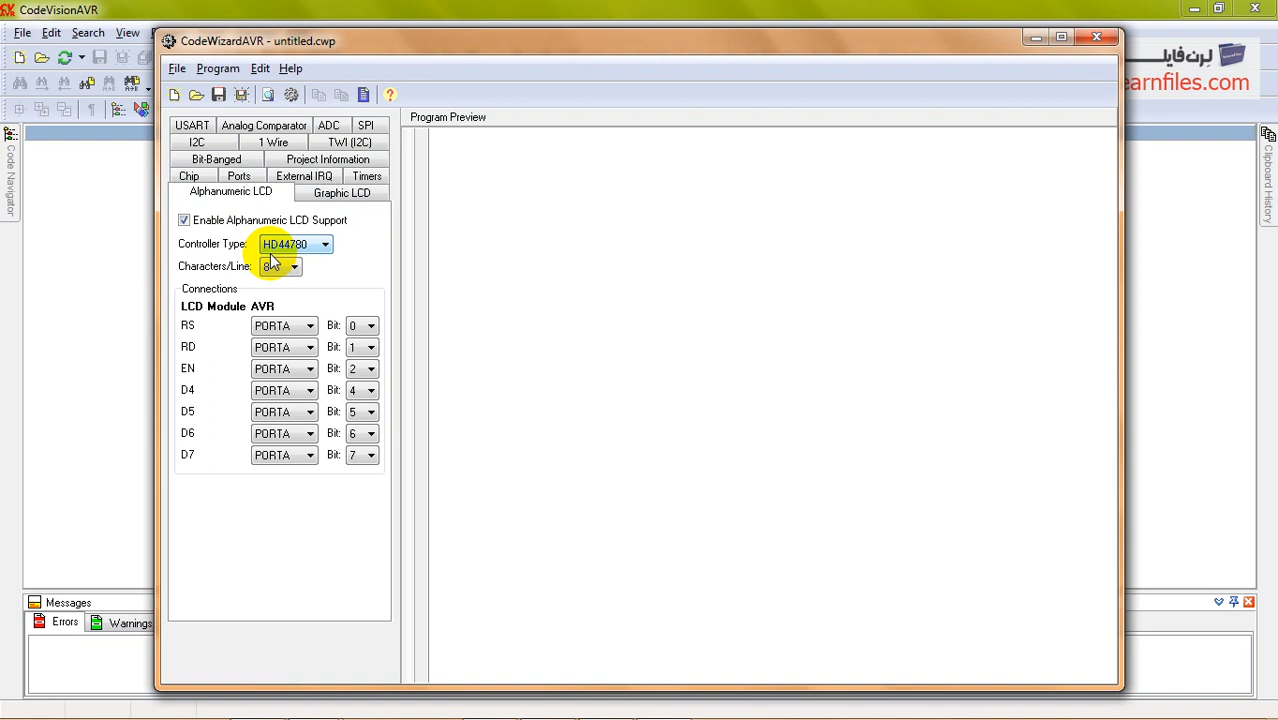 CodeVisionAVR
File Edit Search View
CodeWizardAVR - untitled.cwp
File Program Edit Help
لرن فایلز
earnfiles.com
USART Analog Comparator ADC SPI
I2C 1 Wire TWI (I2C)
Bit-Banged Project Information
Chip Ports External IRQ Timers
Alphanumeric LCD Graphic LCD
Program Preview
Enable Alphanumeric LCD Support
Controller Type: HD44780
Characters/Line: 8
Connections
LCD Module AVR
RS PORTA Bit: 0
RD PORTA Bit: 1
EN PORTA Bit: 2
D4 PORTA Bit: 4
D5 PORTA Bit: 5
D6 PORTA Bit: 6
D7 PORTA Bit: 7
Code Navigator
Clipboard History
Messages
Errors Warnings